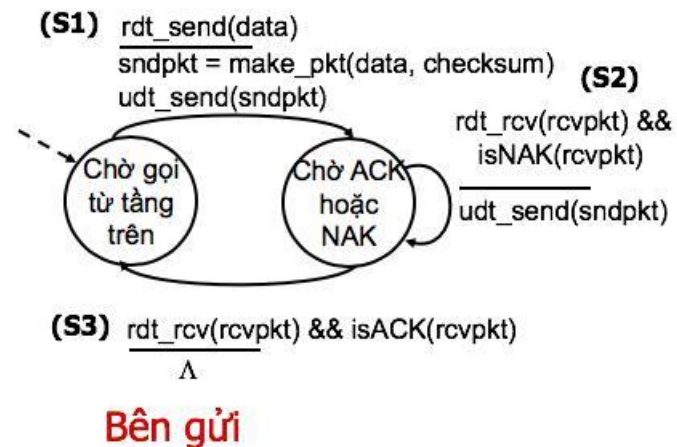 (S1) rdt_send(data)
sndpkt = make_pkt(data, checksum)
udt_send(sndpkt)
(S2)
rdt_rcv(rcvpkt) &&
isNAK(rcvpkt)
udt_send(sndpkt)
Chờ gọi
từ tầng
trên
Chờ ACK
hoặc
NAK
(S3) rdt_rcv(rcvpkt) && isACK(rcvpkt)
Λ
Bên gửi